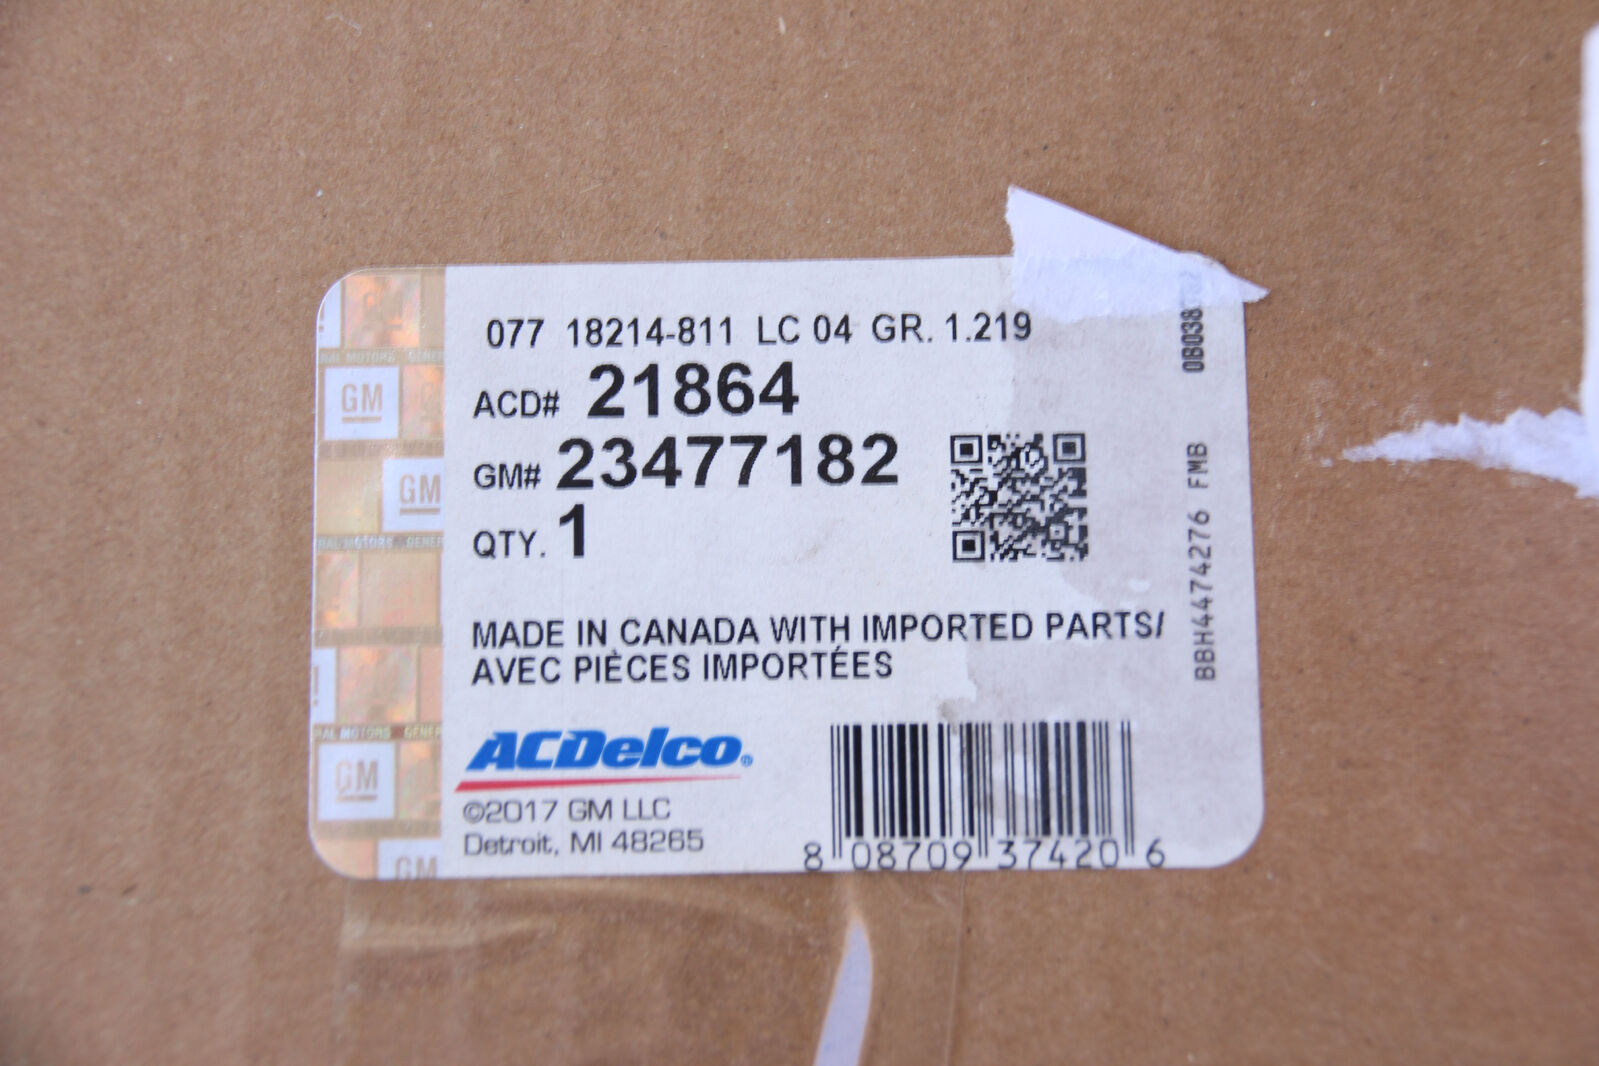 077 18214-811 LC 04 GR. 1.219
ACD# 21864
GM# 23477182
QTY. 1
MADE IN CANADA WITH IMPORTED PARTS/
AVEC PIÈCES IMPORTÉES
ACDelco®
©2017 GM LLC
Detroit, MI 48265
8 08709 37420 6
BBH4474276 FMB
GM
GM
GM
GM